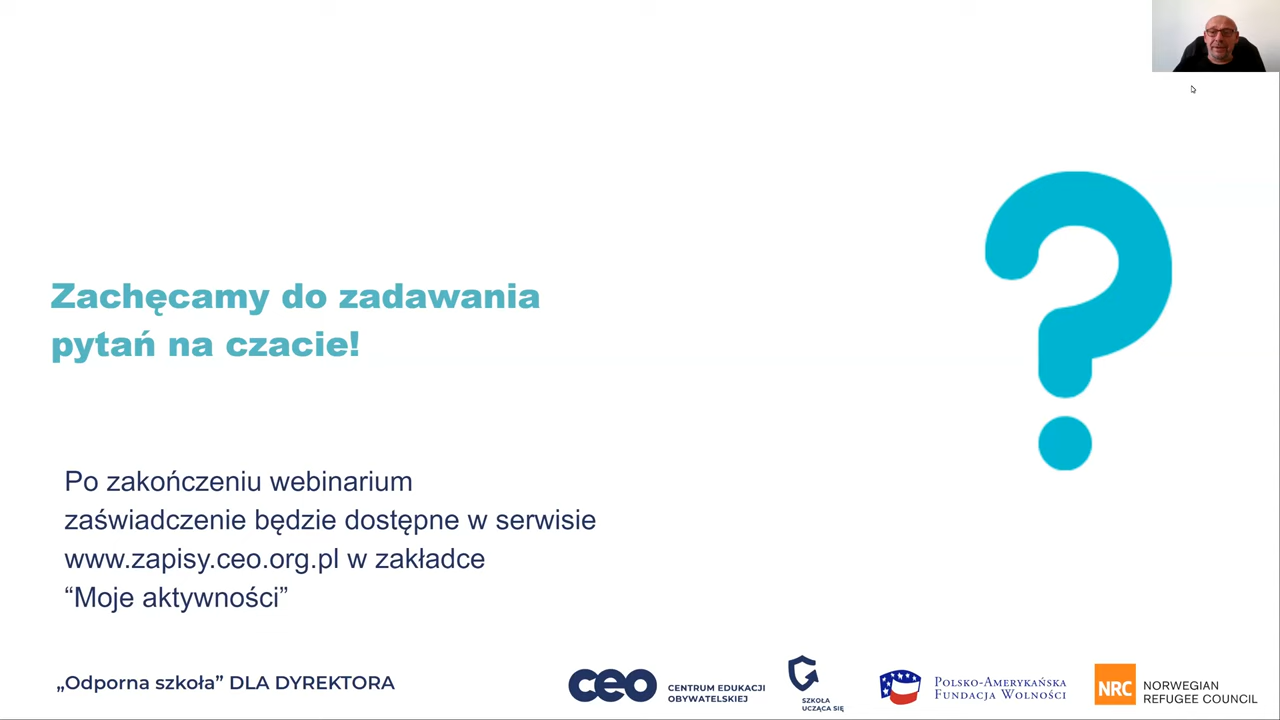 Zachęcamy do zadawania
pytań na czacie!
Po zakończeniu webinarium
zaświadczenie będzie dostępne w serwisie
www.zapisy.ceo.org.pl w zakładce
“Moje aktywności”
„Odporna szkoła” DLA DYREKTORA
ceo
CENTRUM EDUKACJI
OBYWATELSKIEJ
SZKOŁA
UCZĄCA SIĘ
POLSKO-AMERYKAŃSKA
FUNDACJA WOLNOŚCI
NRC
NORWEGIAN
REFUGEE COUNCIL